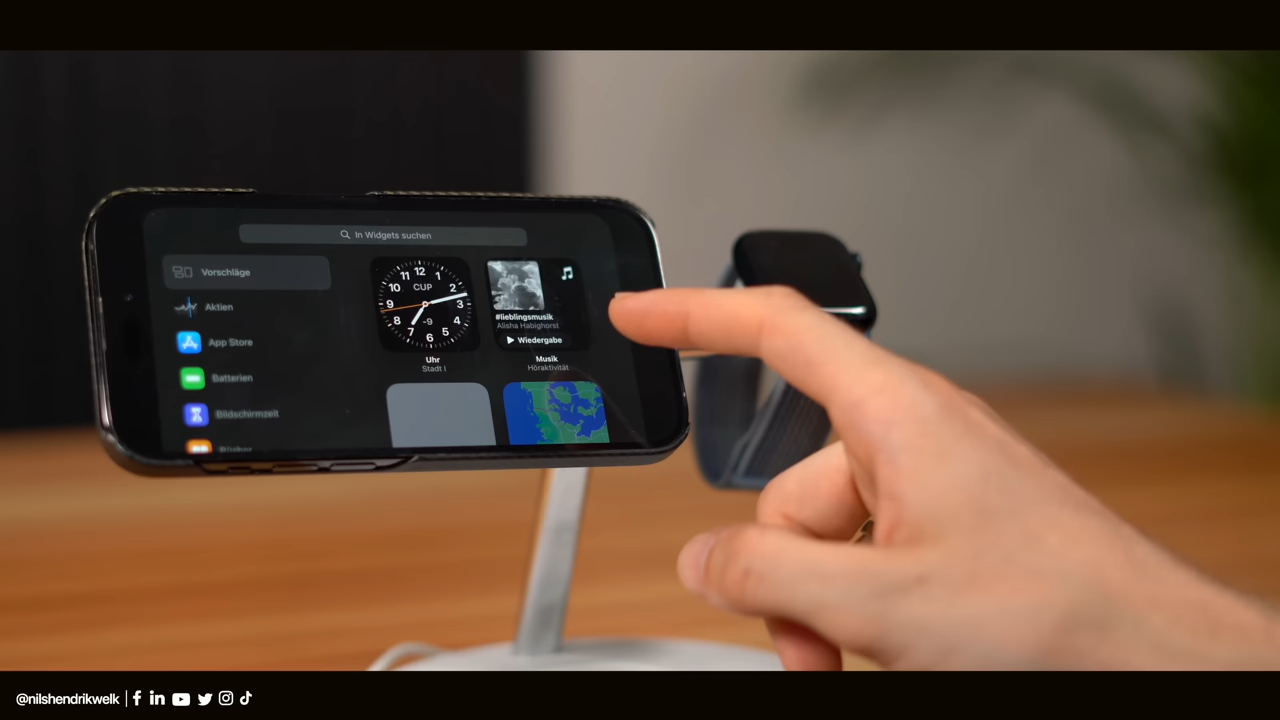 In Widgets suchen
Vorschläge
Aktien
App Store
Batterien
Bildschirmzeit
12
1
2
3
4
5
6
7
8
9
10
11
CUP
-9
Uhr
Stadt I
#lieblingsmusik
Alisha Habighorst
Wiedergabe
Musik
Höraktivität
@nilshendrikwelk